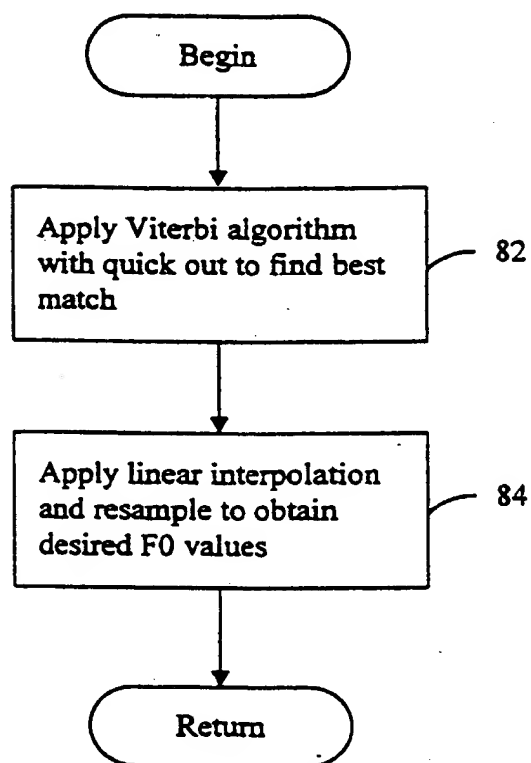 Begin
Apply Viterbi algorithm
with quick out to find best
match
82
Apply linear interpolation
and resample to obtain
desired F0 values
84
Return